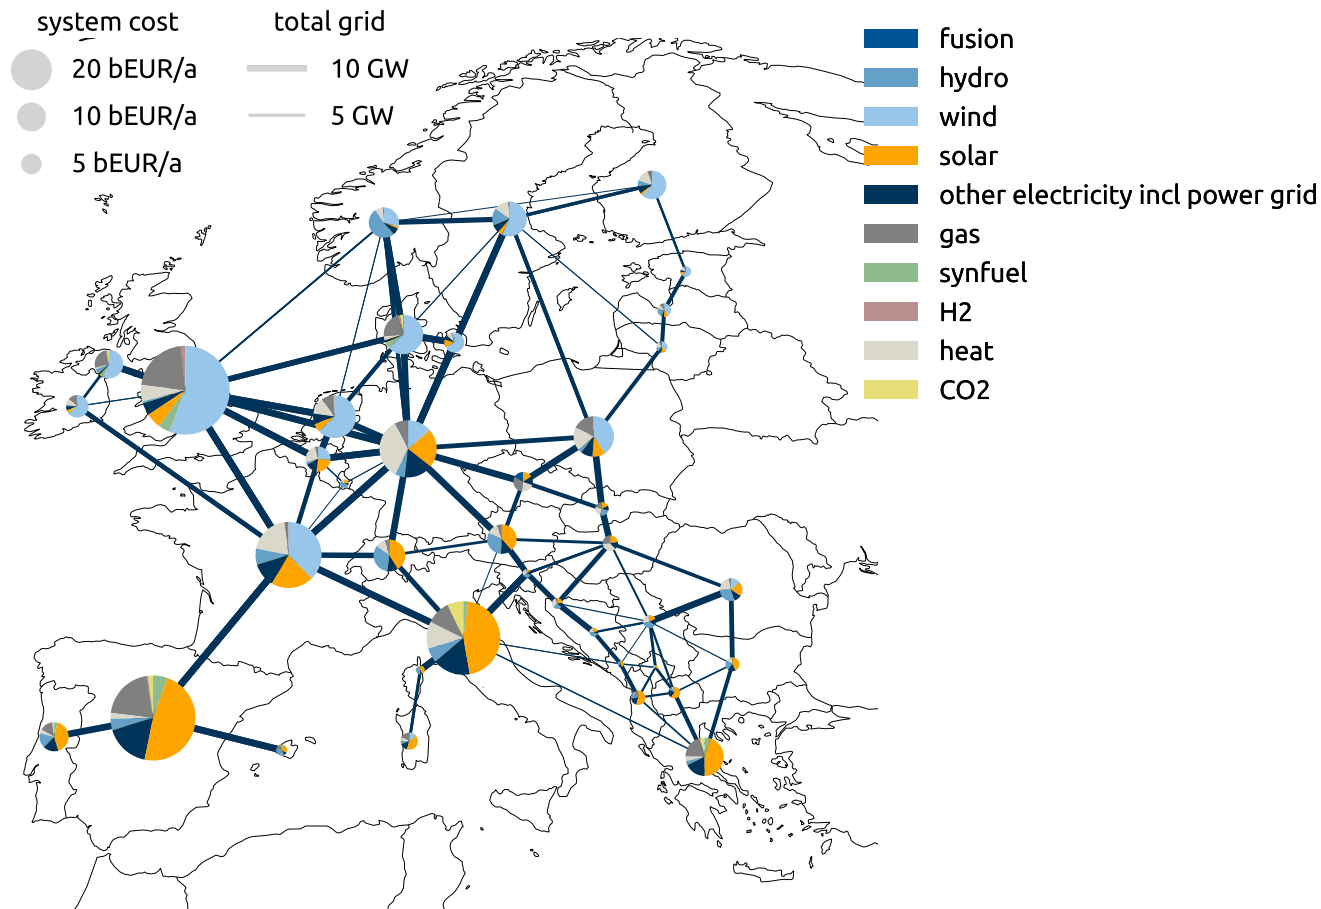 system cost
20 bEUR/a
10 bEUR/a
5 bEUR/a
total grid
10 GW
5 GW
fusion
hydro
wind
solar
other electricity incl power grid
gas
synfuel
H2
heat
CO2